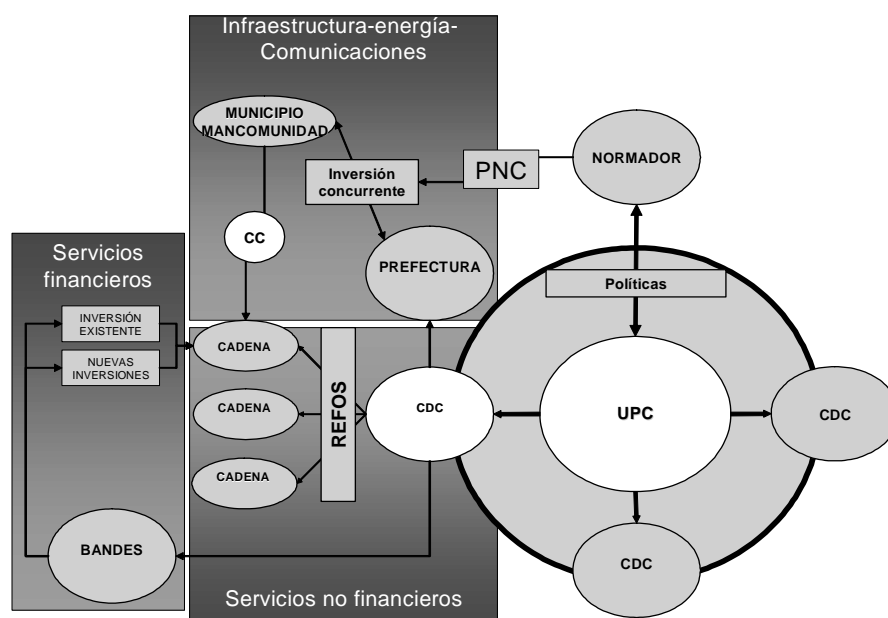 Infraestructura-energía-
Comunicaciones
MUNICIPIO
MANCOMUNIDAD
Inversión
concurrente
PNC
NORMADOR
CC
PREFECTURA
Servicios
financieros
Políticas
INVERSIÓN
EXISTENTE
NUEVAS
INVERSIONES
CADENA
CADENA
CADENA
REFOS
CDC
UPC
CDC
BANDES
CDC
Servicios no financieros